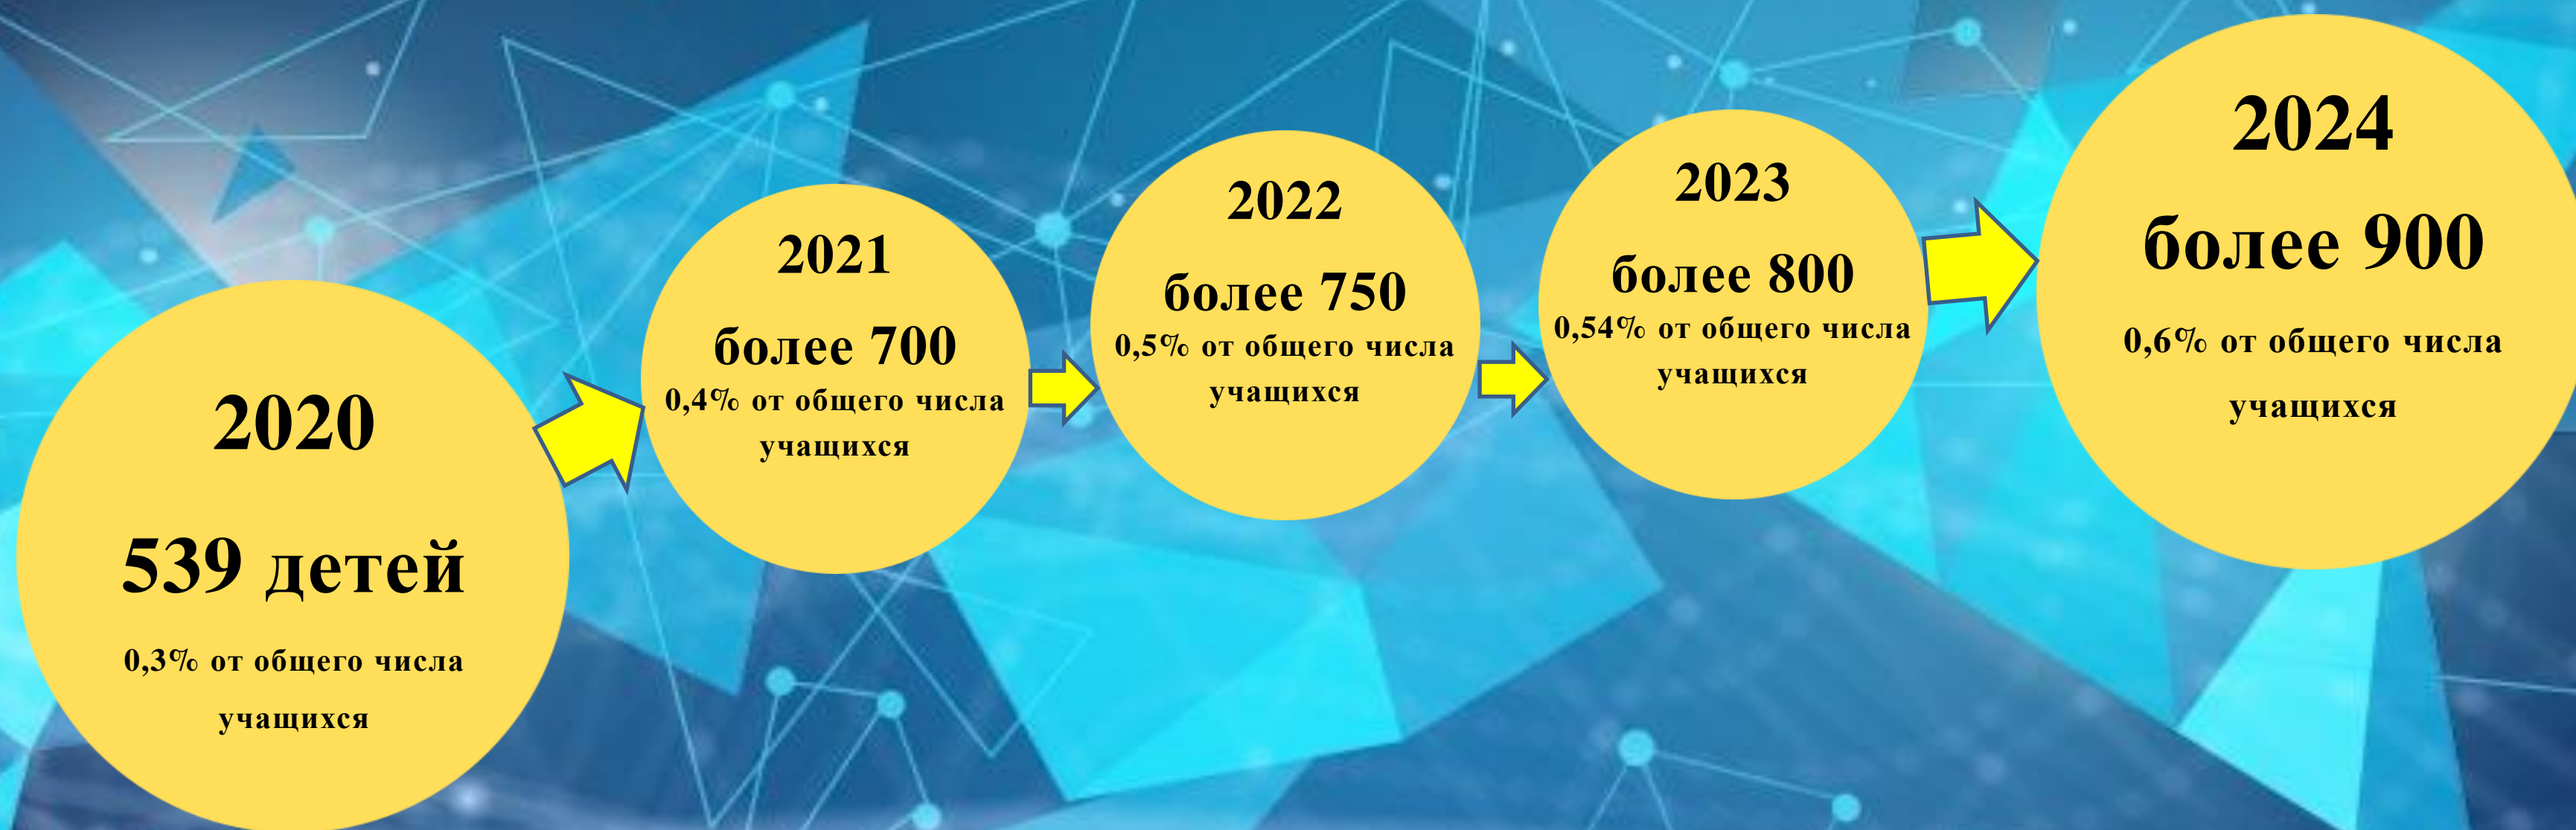 2020
539 детей
0,3% от общего числа
учащихся
2021
более 700
0,4% от общего числа
учащихся
2022
более 750
0,5% от общего числа
учащихся
2023
более 800
0,54% от общего числа
учащихся
2024
более 900
0,6% от общего числа
учащихся